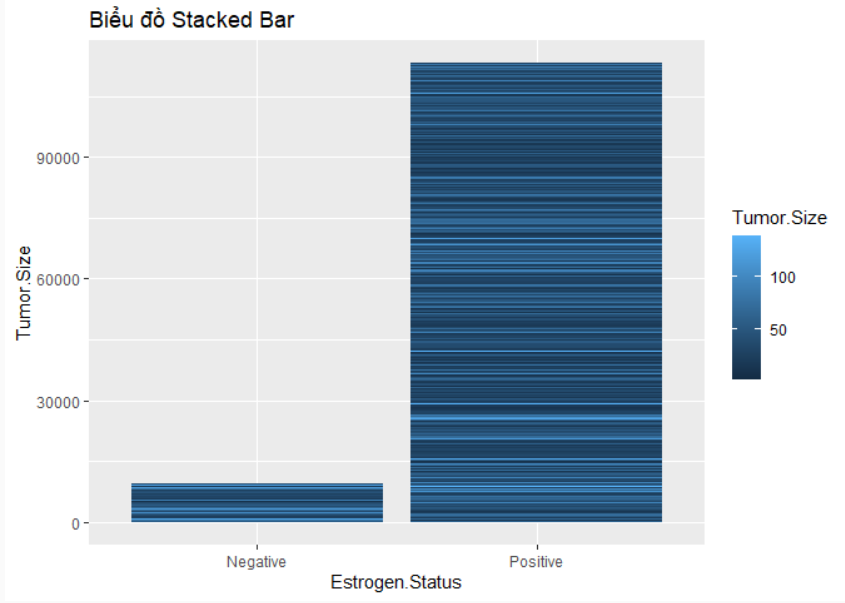 Biểu đồ Stacked Bar
Tumor.Size
90000
60000
30000
0
Negative
Positive
Estrogen.Status
Tumor.Size
100
50